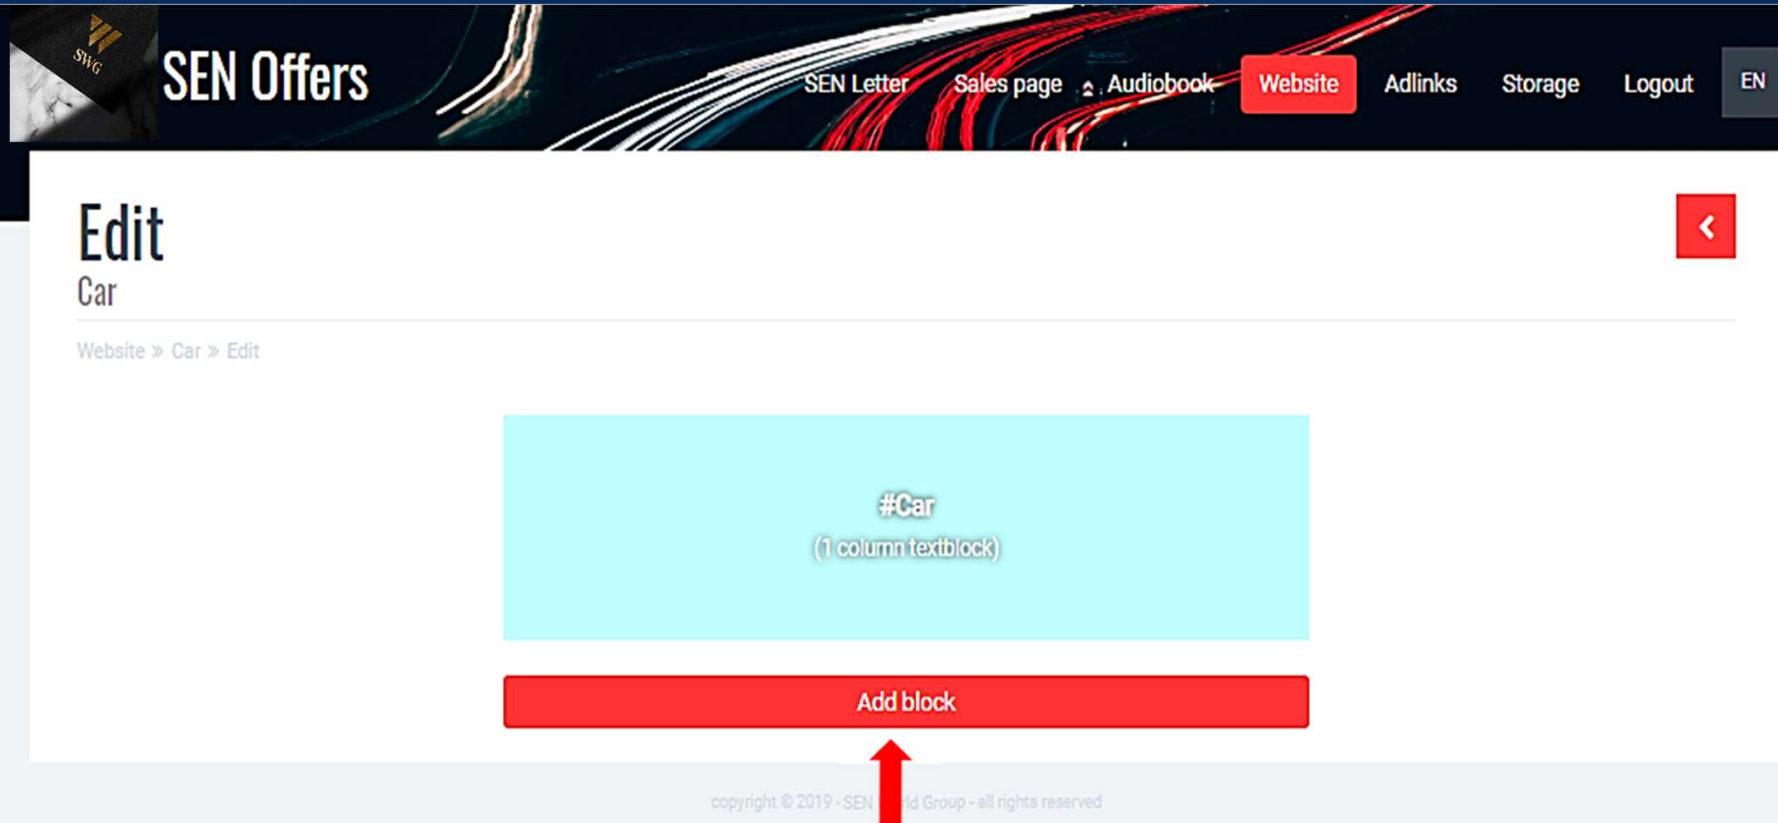 SWG
SEN Offers
SEN Letter
Sales page
Audiobook
Website
Adlinks
Storage
Logout
EN
Edit
Car
Website » Car » Edit
#Car
(1 column textblock)
Add block
copyright © 2019 - SEN Group - all rights reserved